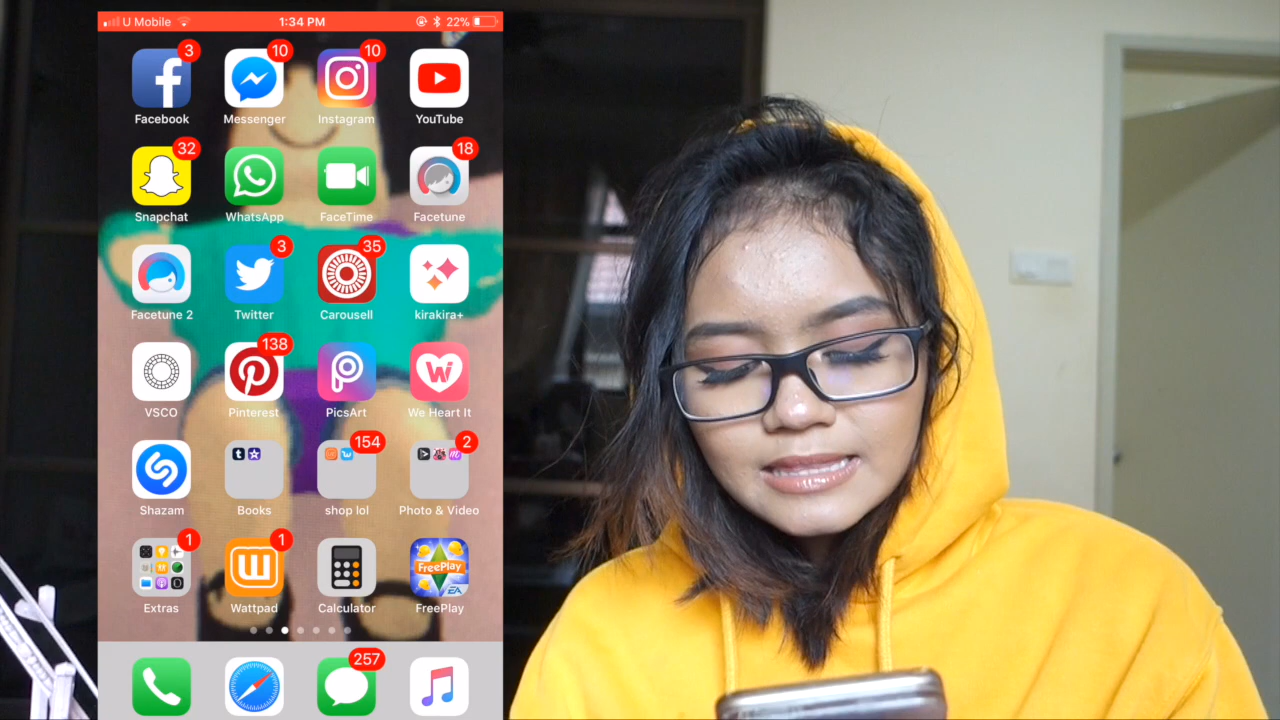 U Mobile 1:34 PM 22%
3 10 10
Facebook Messenger Instagram YouTube
32 18
Snapchat WhatsApp FaceTime Facetune
3 35
Facetune 2 Twitter Carousell kirakira+
138
VSCO Pinterest PicsArt We Heart It
154 2
Shazam Books shop lol Photo & Video
1 1
FreePlay
EA
Extras Wattpad Calculator FreePlay
257